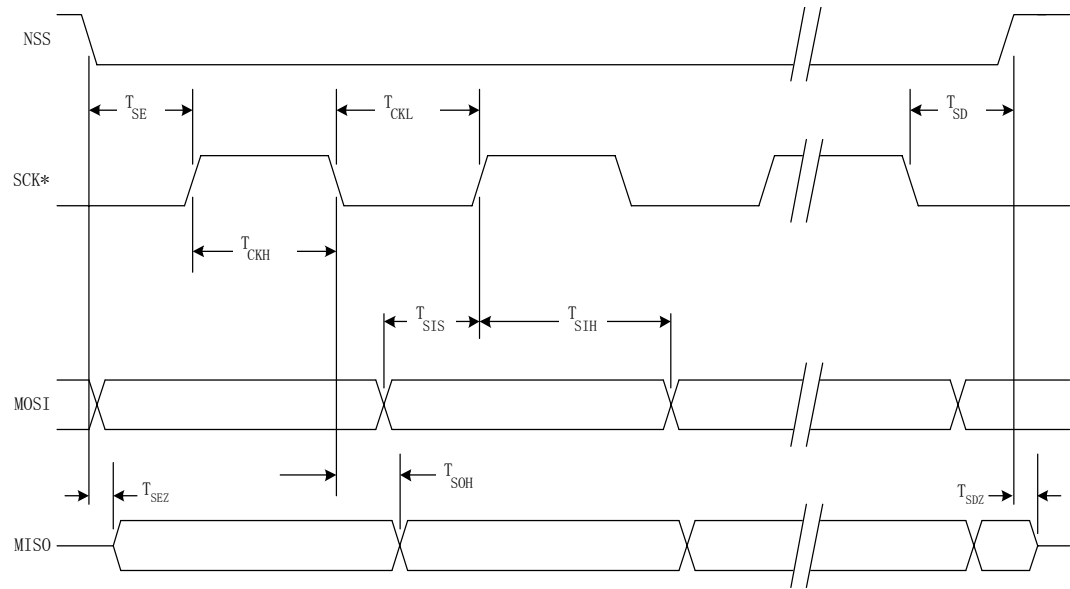 NSS
T SE
T CKL
T SD
SCK*
T CKH
T SIS
T SIH
MOSI
T SOH
T SEZ
T SDZ
MISO